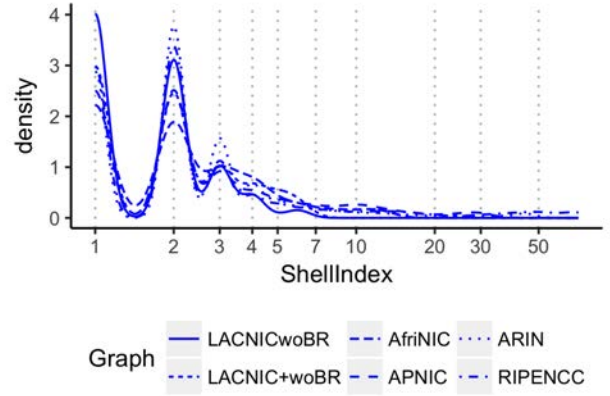 4
3
2
1
0
density
1 2 3 4 5 7 10 20 30 50
ShellIndex
Graph
LACNICwoBR AfriNIC ARIN
LACNIC+woBR APNIC RIPENCC